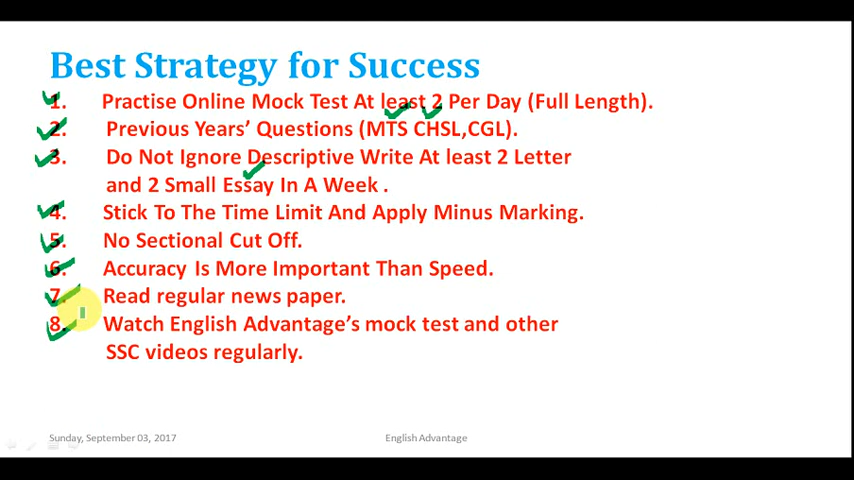 Best Strategy for Success
1. Practise Online Mock Test At least 2 Per Day (Full Length).
2. Previous Years' Questions (MTS CHSL,CGL).
3. Do Not Ignore Descriptive Write At least 2 Letter
and 2 Small Essay In A Week .
4. Stick To The Time Limit And Apply Minus Marking.
5. No Sectional Cut Off.
6. Accuracy Is More Important Than Speed.
7. Read regular news paper.
8. Watch English Advantage's mock test and other
SSC videos regularly.
Sunday, September 03, 2017 English Advantage